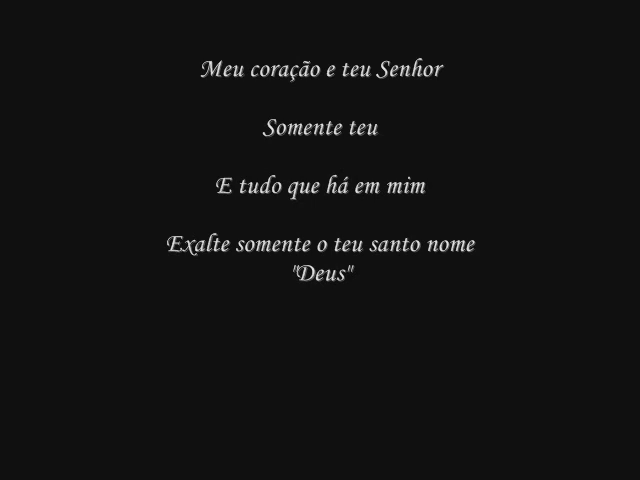 Meu coração e teu Senhor
Somente teu
E tudo que há em mim
Exalte somente o teu santo nome
"Deus"